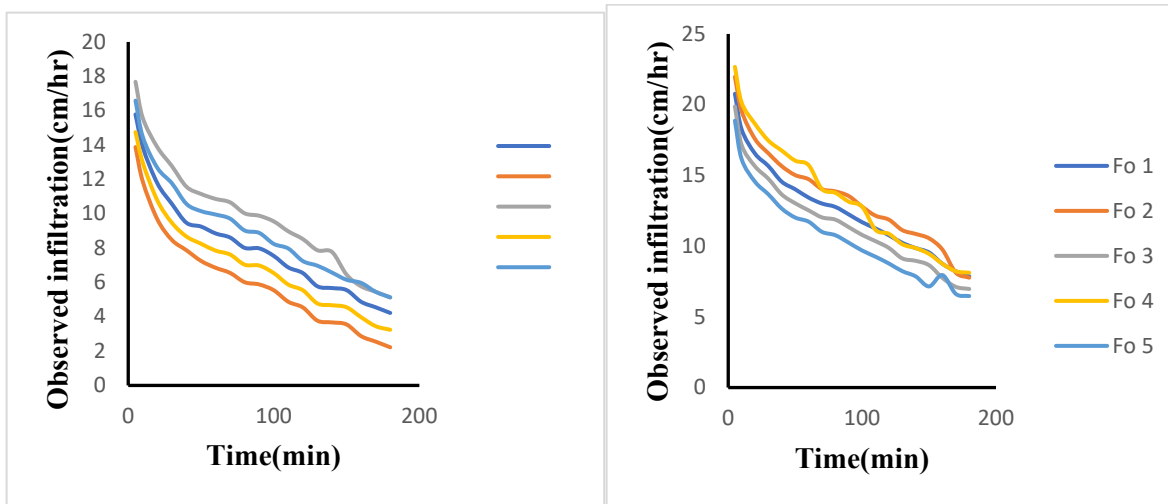 Observed infiltration(cm/hr)
20
18
16
14
12
10
8
6
4
2
0
0 100 200
Time(min)
Observed infiltration(cm/hr)
25
20
15
10
5
0
0 100 200
Time(min)
Fo 1
Fo 2
Fo 3
Fo 4
Fo 5